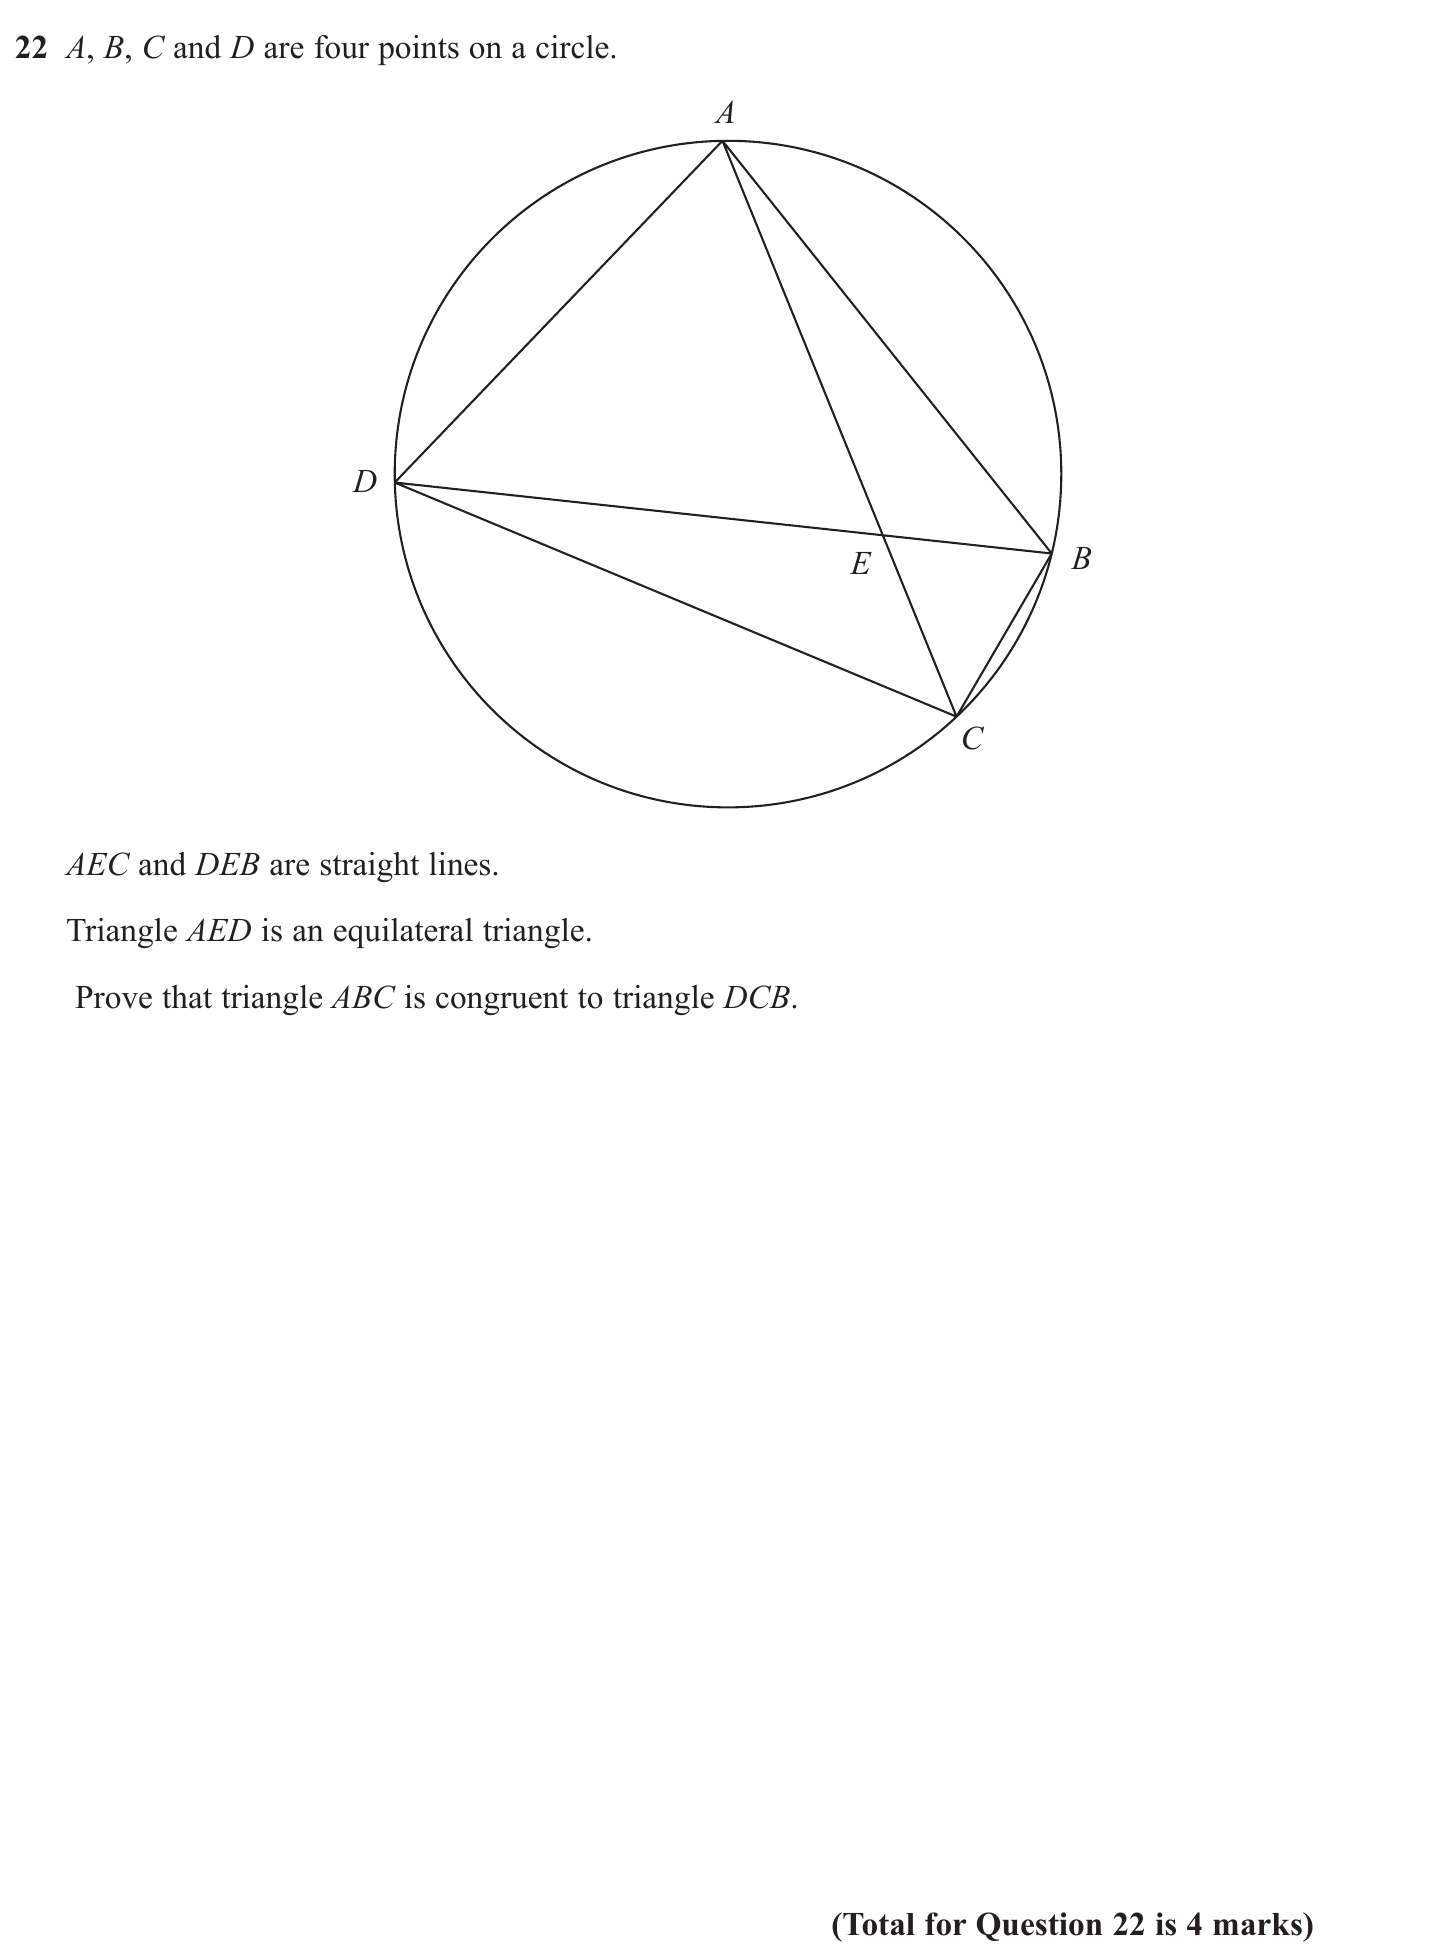 22 A, B, C and D are four points on a circle.
A
D
E
B
C
AEC and DEB are straight lines.
Triangle AED is an equilateral triangle.
Prove that triangle ABC is congruent to triangle DCB.
(Total for Question 22 is 4 marks)